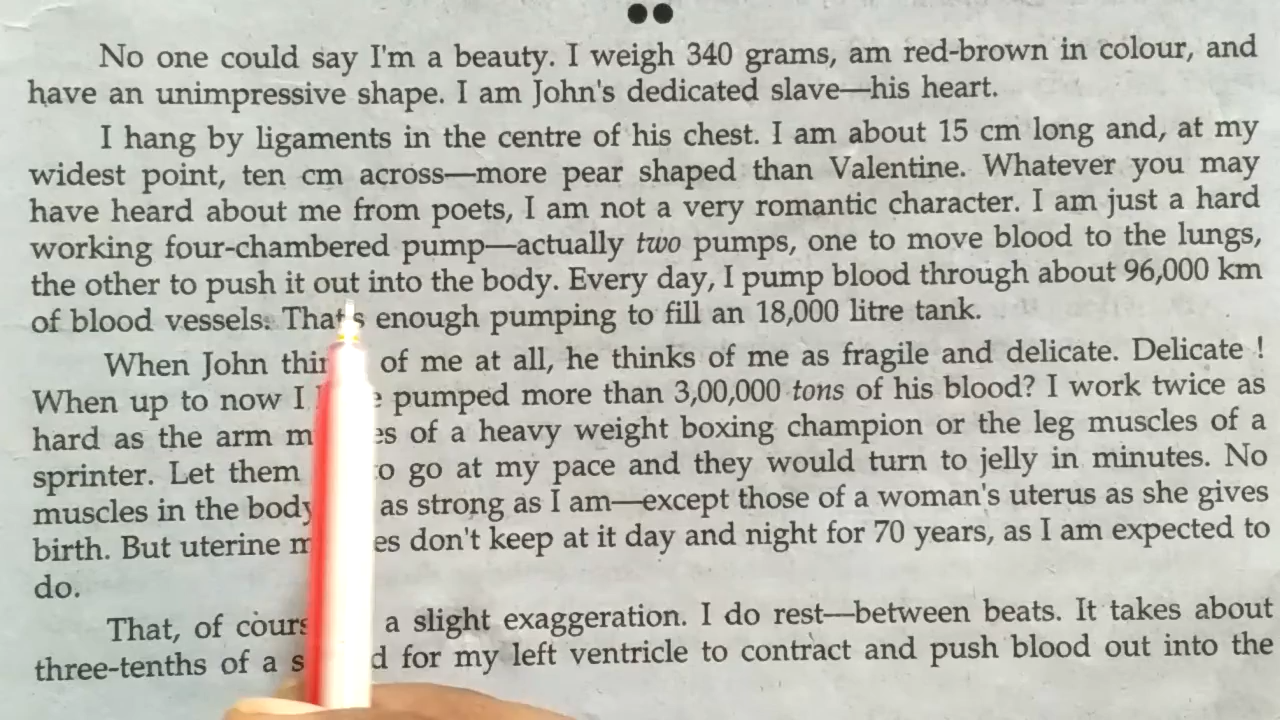 No one could say I'm a beauty. I weigh 340 grams, am red-brown in colour, and
have an unimpressive shape. I am John's dedicated slave—his heart.
I hang by ligaments in the centre of his chest. I am about 15 cm long and, at my
widest point, ten cm across—more pear shaped than Valentine. Whatever you may
have heard about me from poets, I am not a very romantic character. I am just a hard
working four-chambered pump—actually two pumps, one to move blood to the lungs,
the other to push it out into the body. Every day, I pump blood through about 96,000 km
of blood vessels. That's enough pumping to fill an 18,000 litre tank.
When John of me at all, he thinks of me as fragile and delicate. Delicate !
When up to now I pumped more than 3,00,000 tons of his blood? I work twice as
hard as the arm of a heavy weight boxing champion or the leg muscles of a
sprinter. Let them go at my pace and they would turn to jelly in minutes. No
muscles in the body as strong as I am—except those of a woman's uterus as she gives
birth. But uterine don't keep at it day and night for 70 years, as I am expected to
do.
That, of a slight exaggeration. I do rest—between beats. It takes about
three-tenths of a for my left ventricle to contract and push blood out into the